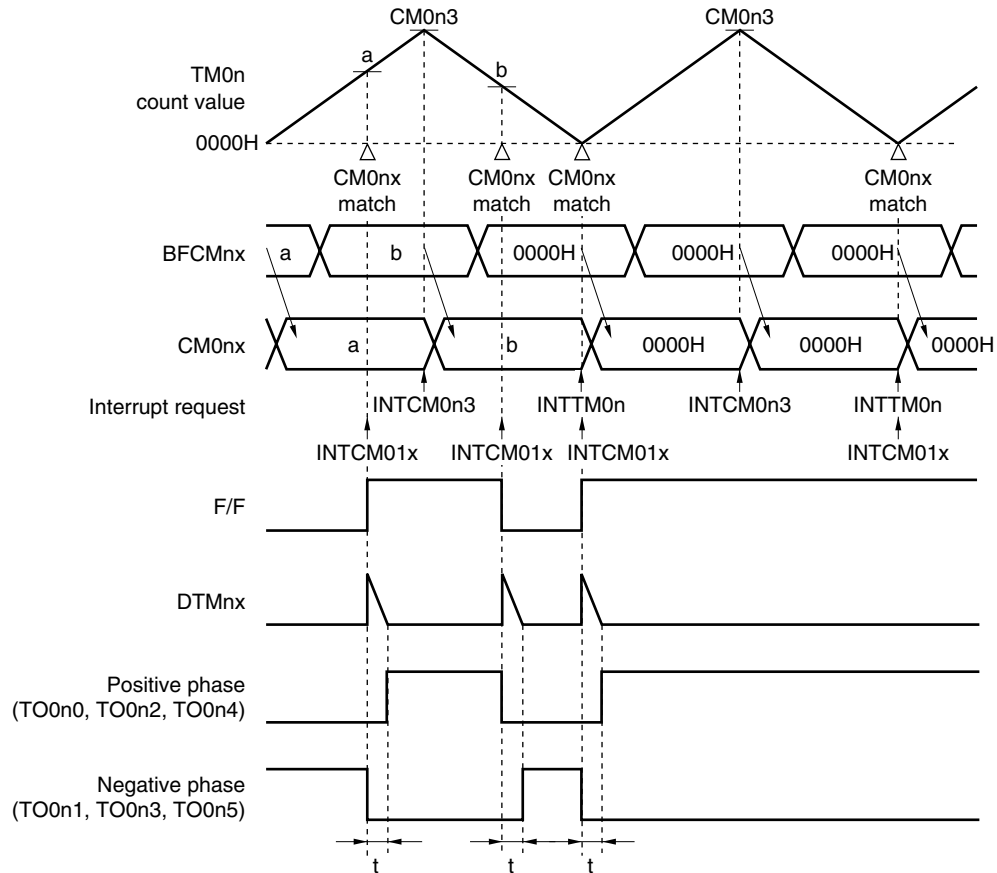 CM0n3 CM0n3
a
b
TM0n
count value
0000H
CM0nx CM0nx CM0nx CM0nx
match match match match
BFCMnx a b 0000H 0000H 0000H
CM0nx a b 0000H 0000H 0000H
Interrupt request INTCM0n3 INTTM0n INTCM0n3 INTTM0n
INTCM01x INTCM01x INTCM01x INTCM01x
F/F
DTMnx
Positive phase
(TO0n0, TO0n2, TO0n4)
Negative phase
(TO0n1, TO0n3, TO0n5)
t t t